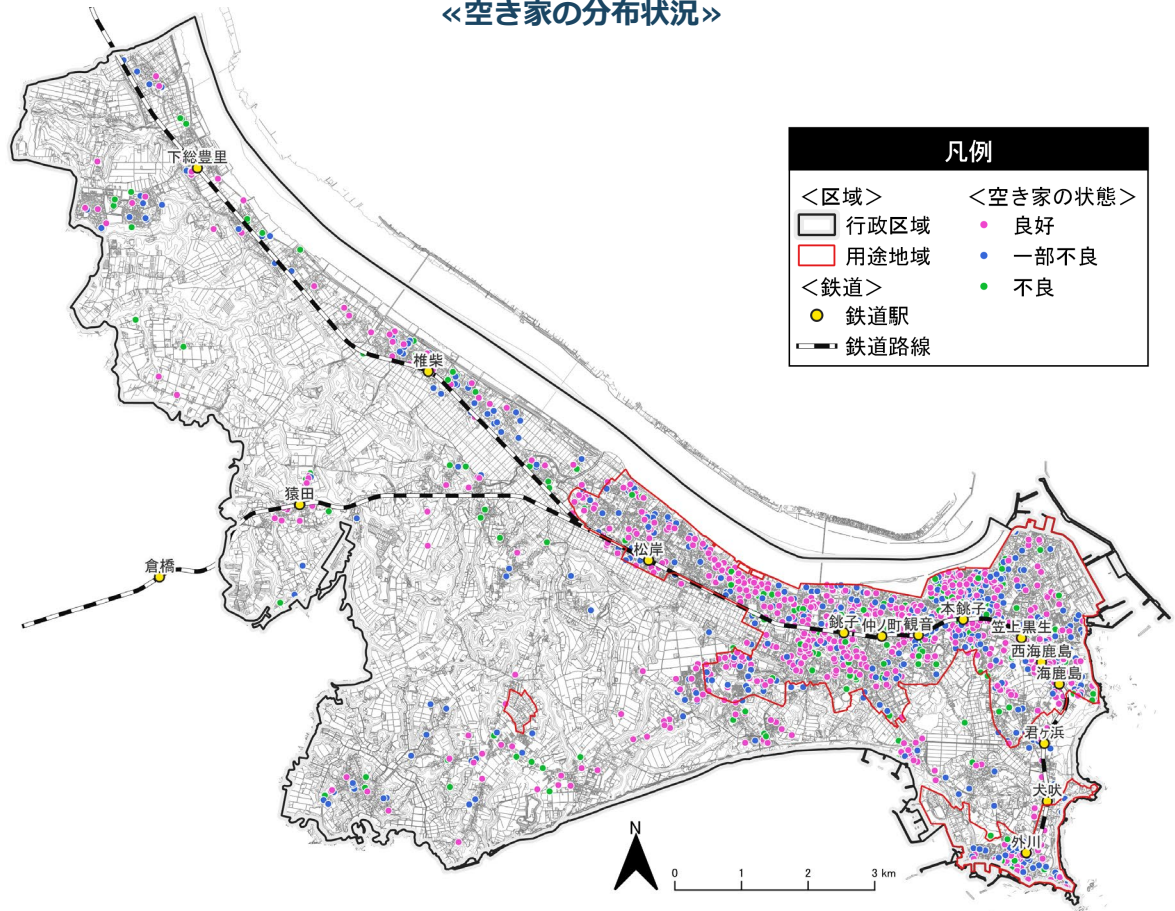 ≪空き家の分布状況≫
凡例
＜区域＞
行政区域
用途地域
＜鉄道＞
鉄道駅
鉄道路線
＜空き家の状態＞
良好
一部不良
不良
下総豊里
椎柴
猿田
倉橋
松岸
銚子
仲ノ町
観音
本銚子
笠上黒生
西海鹿島
海鹿島
君ヶ浜
犬吠
外川
N
0 1 2 3 km